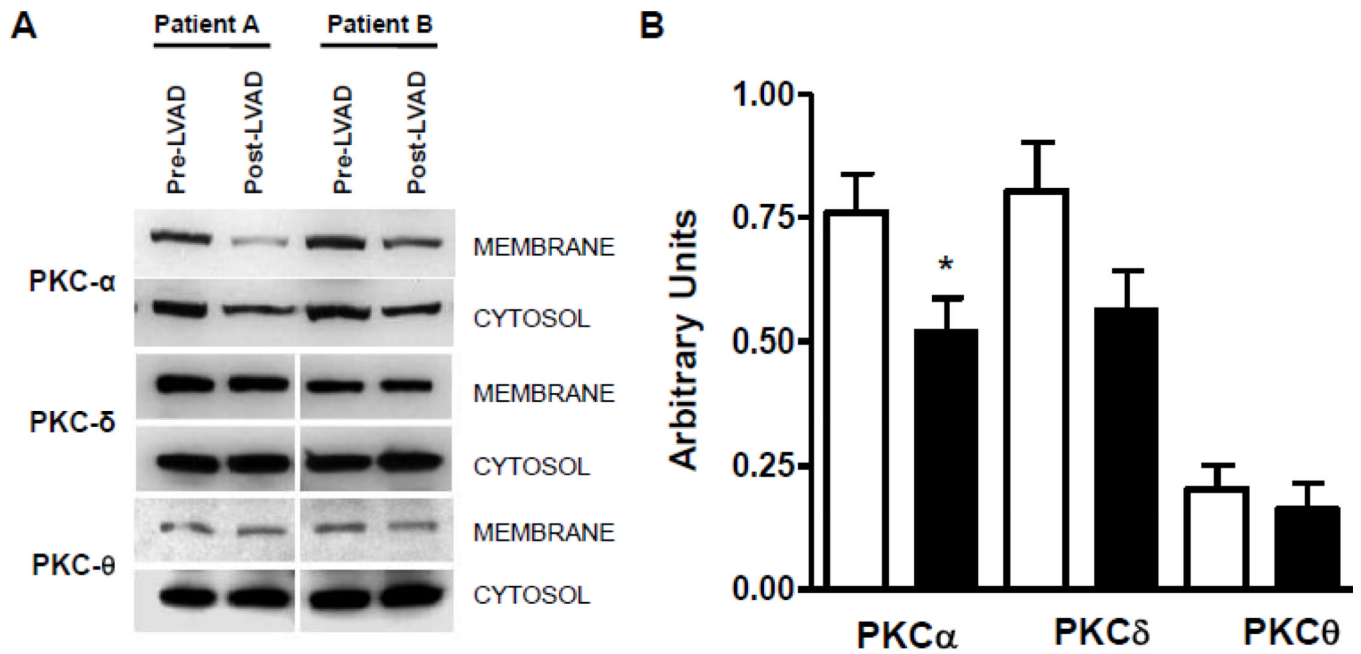 A
Patient A
Patient B
Pre-LVAD
Post-LVAD
Pre-LVAD
Post-LVAD
PKC-α
MEMBRANE
CYTOSOL
PKC-δ
MEMBRANE
CYTOSOL
PKC-θ
MEMBRANE
CYTOSOL
B
Arbitrary Units
1.00
0.75
0.50
0.25
0.00
*
PKCα
PKCδ
PKCθ